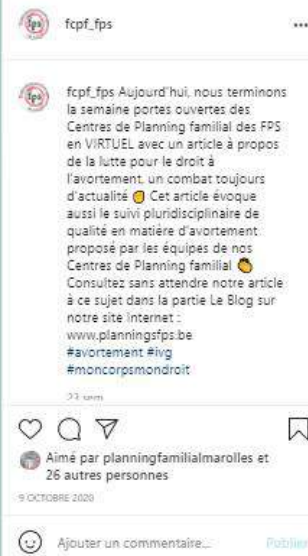 fcpf_fps
fcpf_fps Aujourd'hui, nous terminons
la semaine portes ouvertes des
Centres de Planning familial des FPS
en VIRTUEL avec un article à propos
de la lutte pour le droit à
l'avortement, un combat toujours
d'actualité ✊ Cet article évoque
aussi le suivi pluridisciplinaire de
qualité en matière d'avortement
proposé par les équipes de nos
Centres de Planning familial 👏
Consultez sans attendre notre article
à ce sujet dans la partie Le Blog sur
notre site Internet :
www.planningsfps.be
#avortement #ivg
#moncorpsmondroit
Aimé par planningfamilialmarolles et
26 autres personnes
9 OCTOBRE 2020
Ajouter un commentaire...
Publier